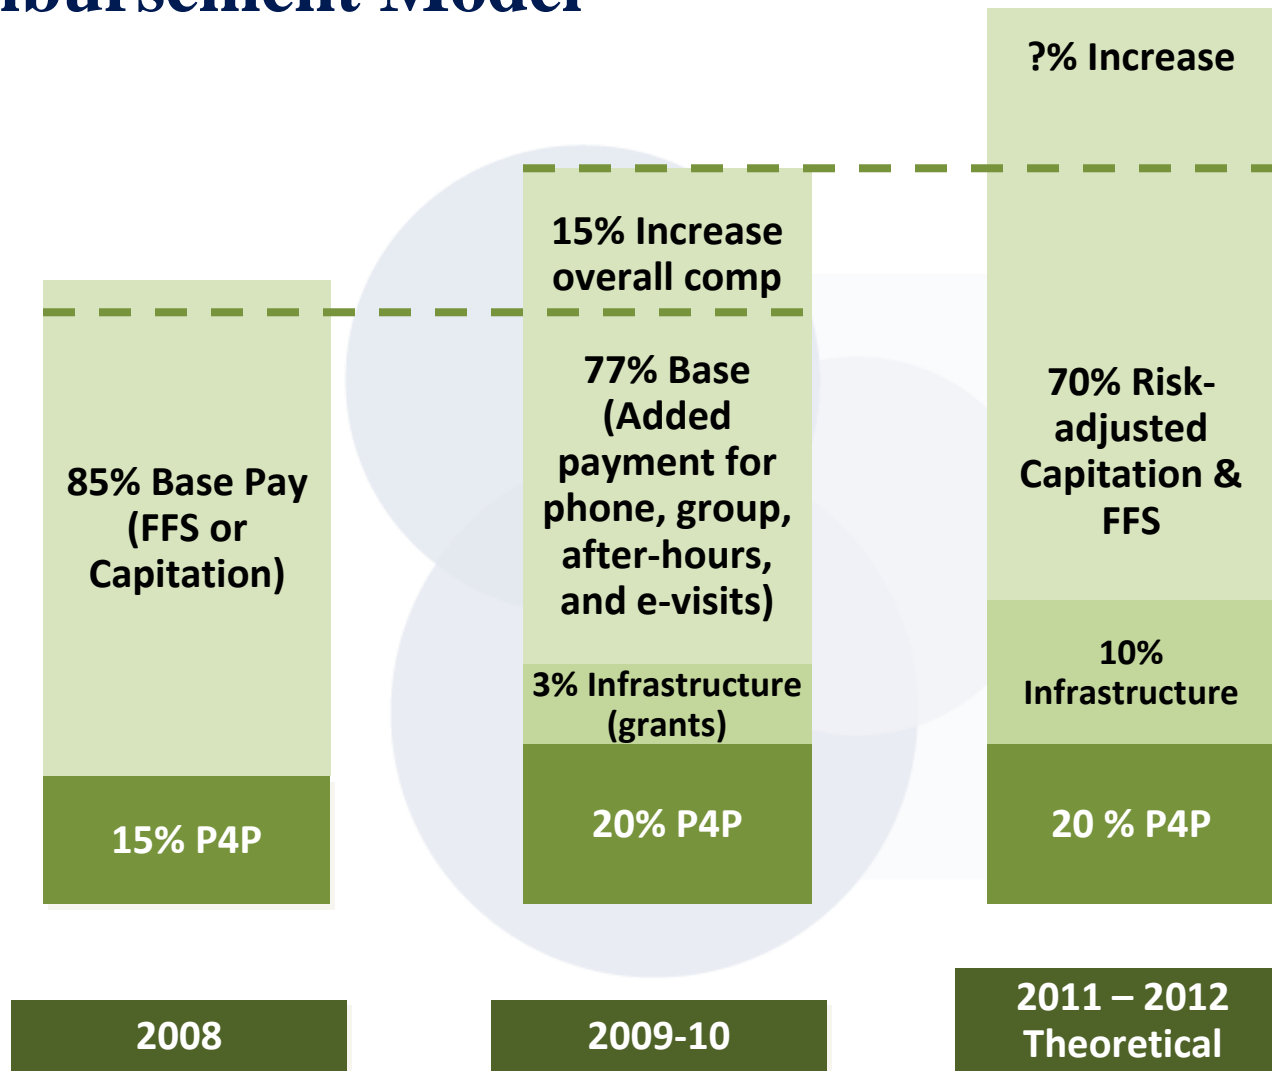 Model
85% Base Pay
(FFS or
Capitation)
15% P4P
2008
15% Increase
overall comp
77% Base
(Added
payment for
phone, group,
after-hours,
and e-visits)
3% Infrastructure
(grants)
20% P4P
2009-10
?% Increase
70% Risk-
adjusted
Capitation &
FFS
10%
Infrastructure
20 % P4P
2011 – 2012
Theoretical